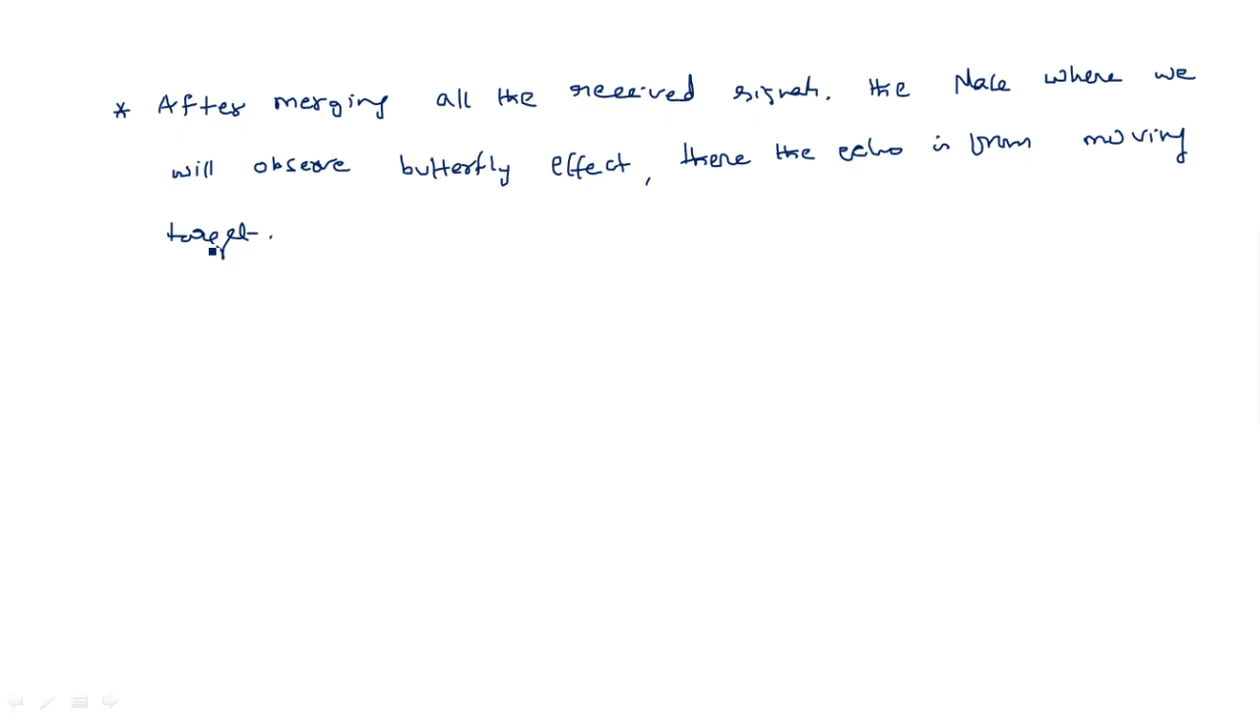 * After merging all the received signals. the place where we
will observe butterfly effect, there the echo is from moving
target.